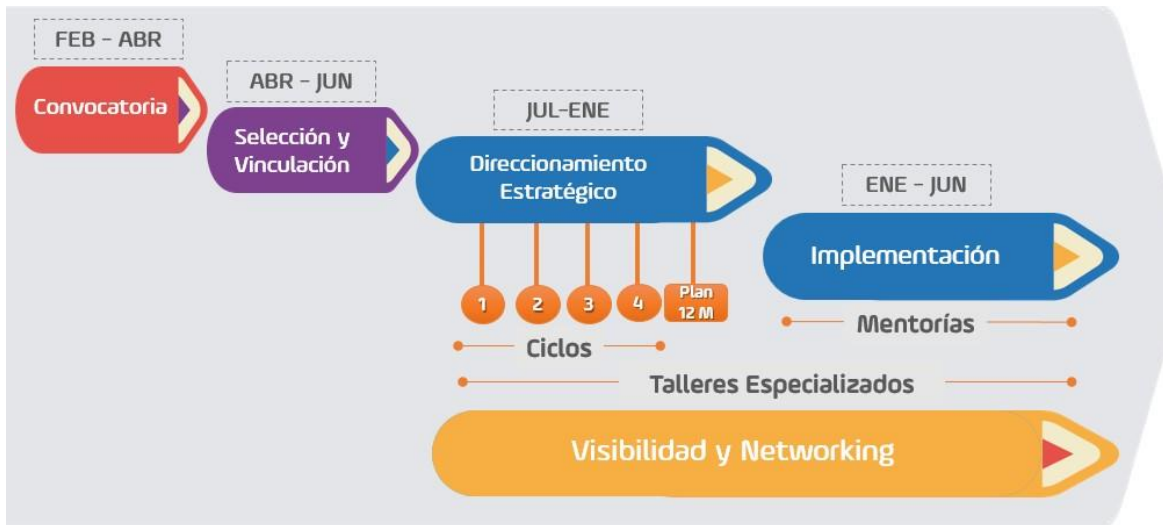 FEB - ABR
Convocatoria
ABR - JUN
Selección y
Vinculación
JUL-ENE
Direccionamiento
Estratégico
ENE - JUN
Implementación
1
2
3
4
Plan
12 M
Ciclos
Mentorías
Talleres Especializados
Visibilidad y Networking